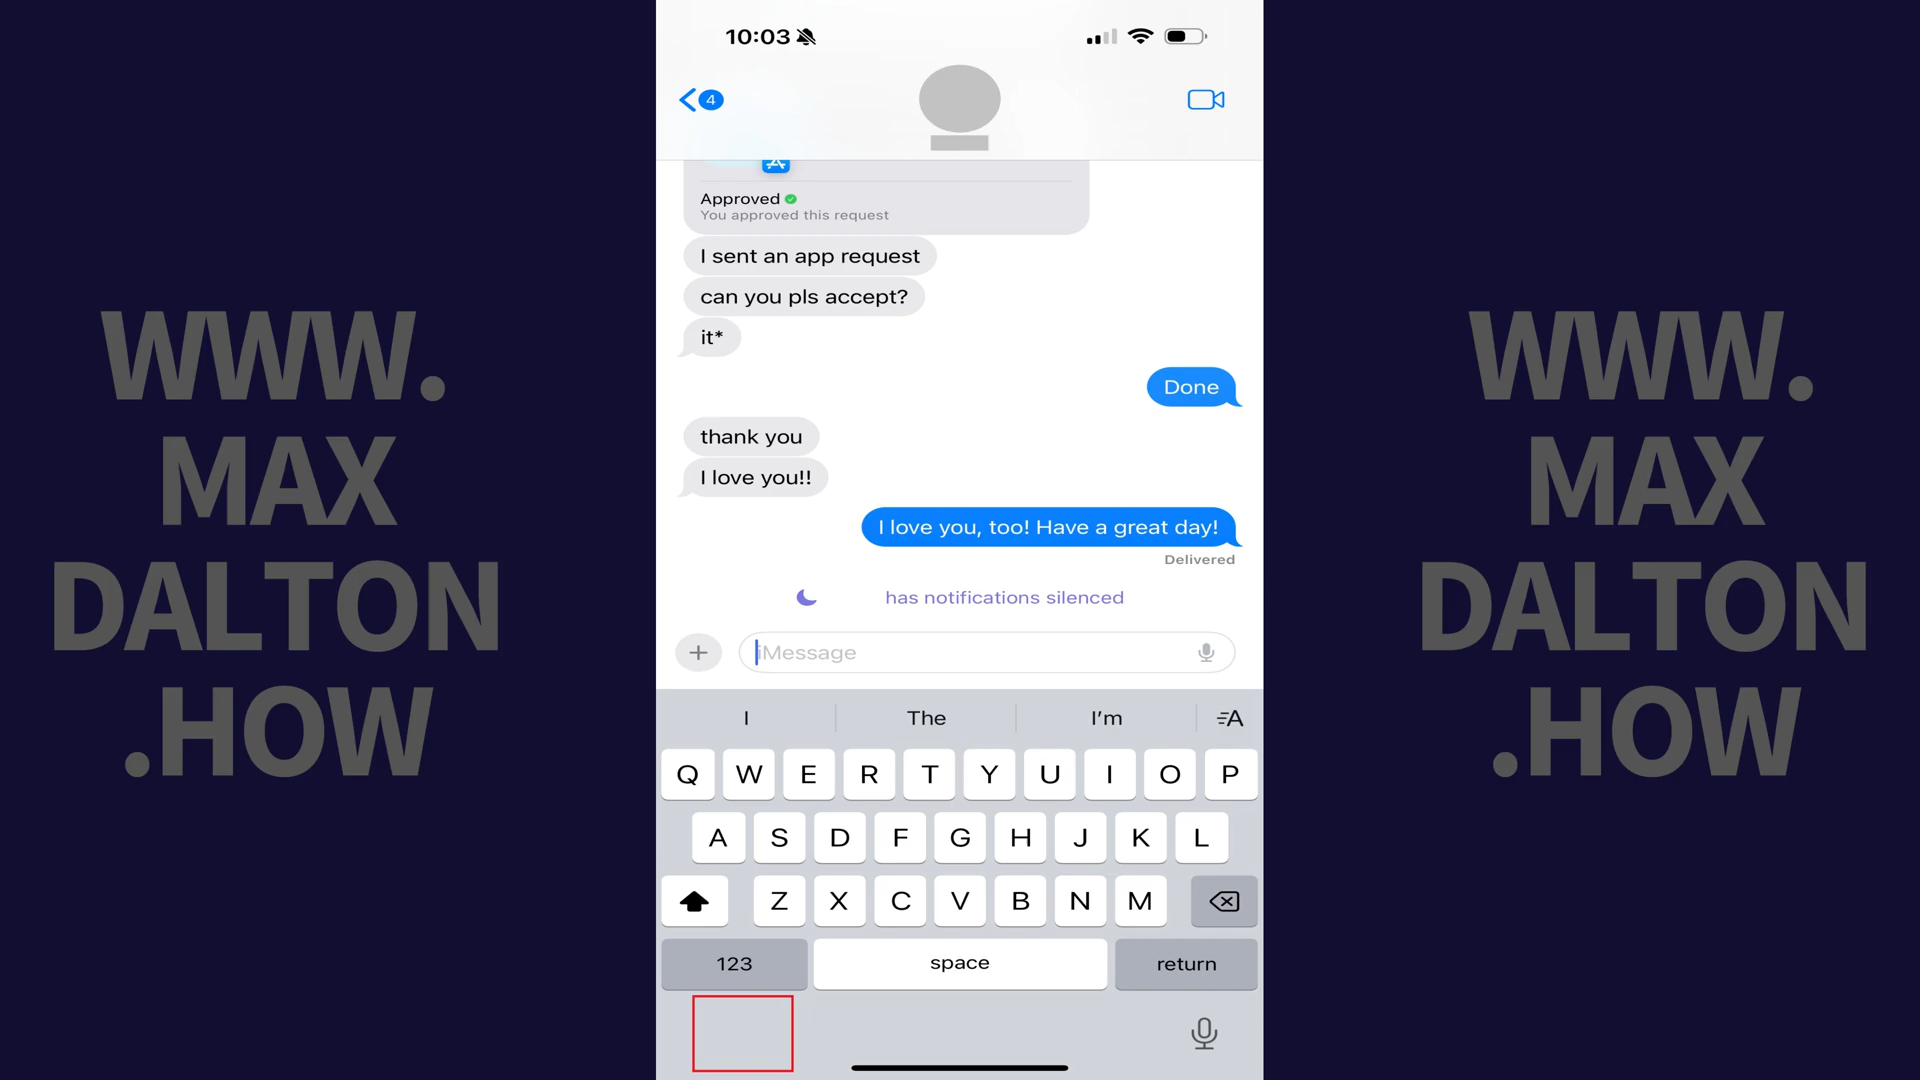 WWW.
MAX
DALTON
.HOW
10:03
4
Approved
You approved this request
I sent an app request
can you pls accept?
it*
Done
thank you
I love you!!
I love you, too! Have a great day!
Delivered
has notifications silenced
iMessage
I The I'm A
Q W E R T Y U I O P
A S D F G H J K L
Z X C V B N M
123 space return
WWW.
MAX
DALTON
.HOW